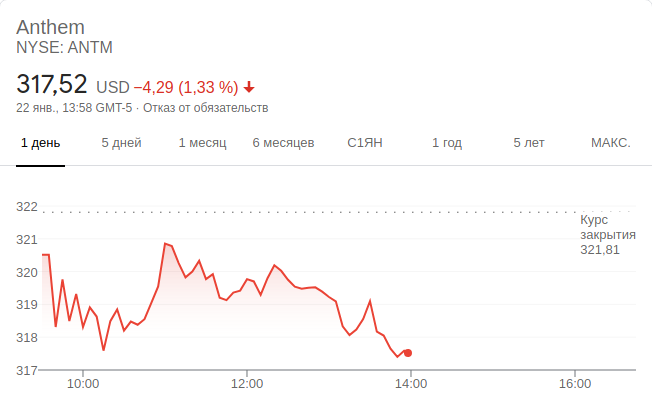 Anthem
NYSE: ANTM
317,52 USD −4,29 (1,33 %)
22 янв., 13:58 GMT-5 · Отказ от обязательств
1 день 5 дней 1 месяц 6 месяцев С1ЯН 1 год 5 лет МАКС.
322
Курс
закрытия
321,81
321
320
319
318
317
10:00 12:00 14:00 16:00